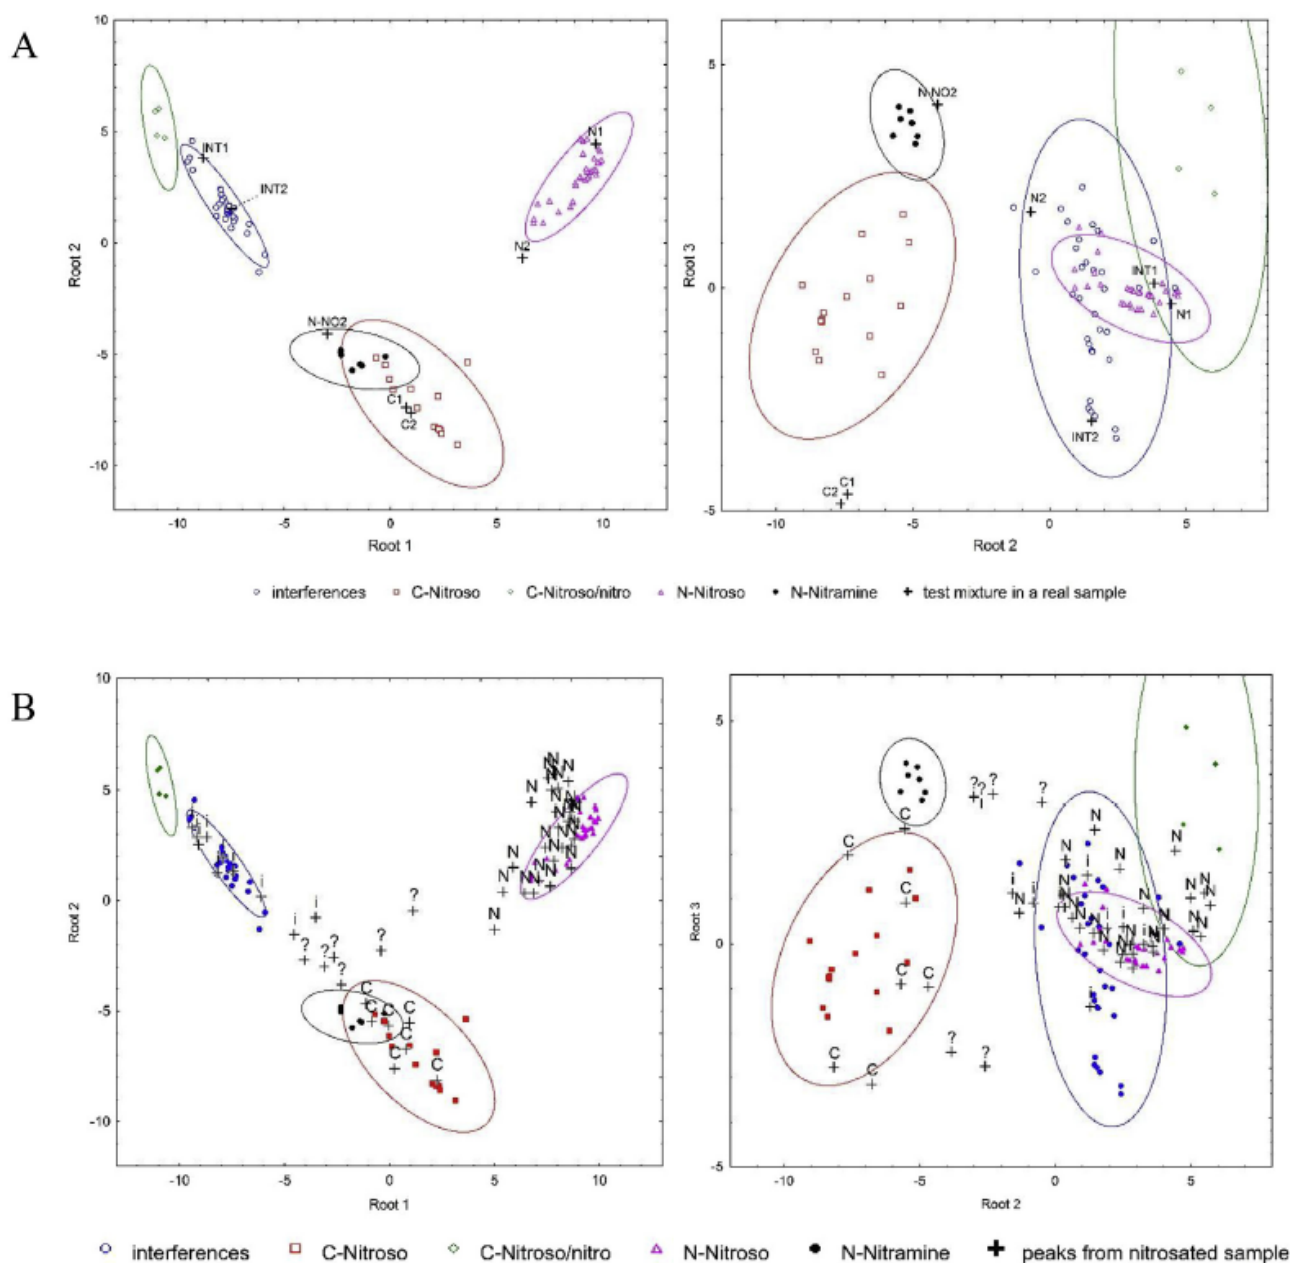 A
10
5
0
-5
-10
Root 2
-10
-5
0
5
10
Root 1
INT1
INT2
N1
N2
N-NO2
C1
C2
5
0
-5
Root 3
-10
-5
0
5
Root 2
N-NO2
N2
INT1
N1
INT2
C2
C1
interferences C-Nitroso C-Nitroso/nitro N-Nitroso N-Nitramine test mixture in a real sample
B
10
5
0
-5
-10
Root 2
-10
-5
0
5
10
Root 1
i
i
i
?
?
?
?
?
?
N
N
N
N
N
C
C
C
C
C
C
C
5
0
-5
Root 3
-10
-5
0
5
Root 2
C
C
C
C
C
C
C
?
?
?
?
?
?
i
i
i
i
N
N
N
N
N
N
N
interferences C-Nitroso C-Nitroso/nitro N-Nitroso N-Nitramine peaks from nitrosated sample